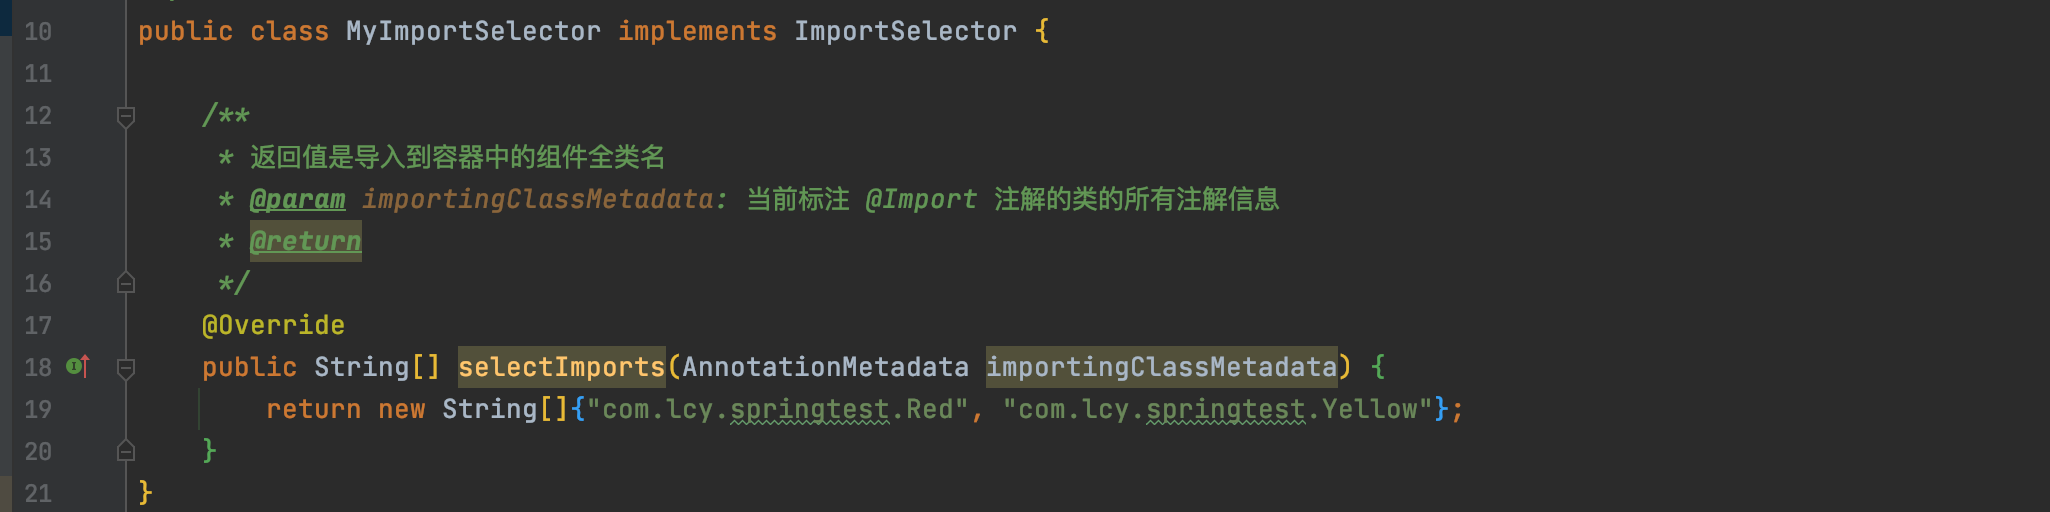 10 public class MyImportSelector implements ImportSelector {
11
12 /**
13 * 返回值是导入到容器中的组件全类名
14 * @param importingClassMetadata: 当前标注 @Import 注解的类的所有注解信息
15 * @return
16 */
17 @Override
18 public String[] selectImports(AnnotationMetadata importingClassMetadata) {
19 return new String[]{"com.lcy.springtest.Red", "com.lcy.springtest.Yellow"};
20 }
21 }